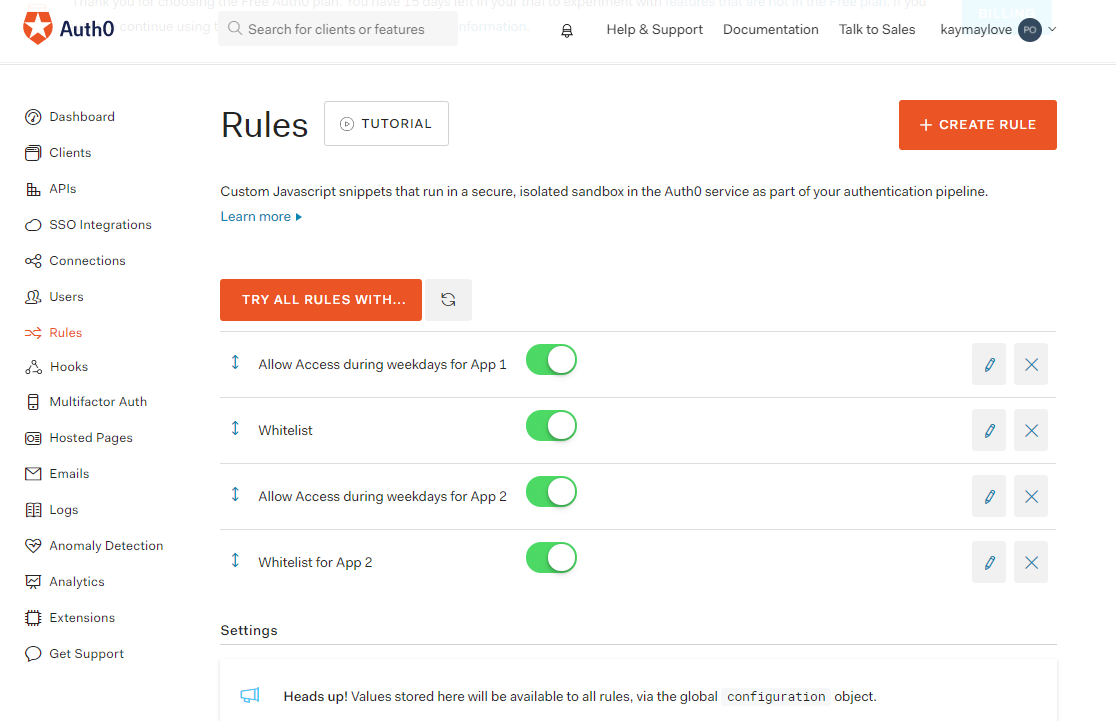 Thank you for choosing the Free Auth0 plan. You have 15 days left in your trial to experiment with features that are not in the Free plan. If you
continue using
information.
BILLING
Auth0
Search for clients or features
Help & Support
Documentation
Talk to Sales
kaymaylove
PO
Dashboard
Clients
APIs
SSO Integrations
Connections
Users
Rules
Hooks
Multifactor Auth
Hosted Pages
Emails
Logs
Anomaly Detection
Analytics
Extensions
Get Support
Rules
TUTORIAL
+ CREATE RULE
Custom Javascript snippets that run in a secure, isolated sandbox in the Auth0 service as part of your authentication pipeline.
Learn more
TRY ALL RULES WITH...
Allow Access during weekdays for App 1
Whitelist
Allow Access during weekdays for App 2
Whitelist for App 2
Settings
Heads up! Values stored here will be available to all rules, via the global configuration object.